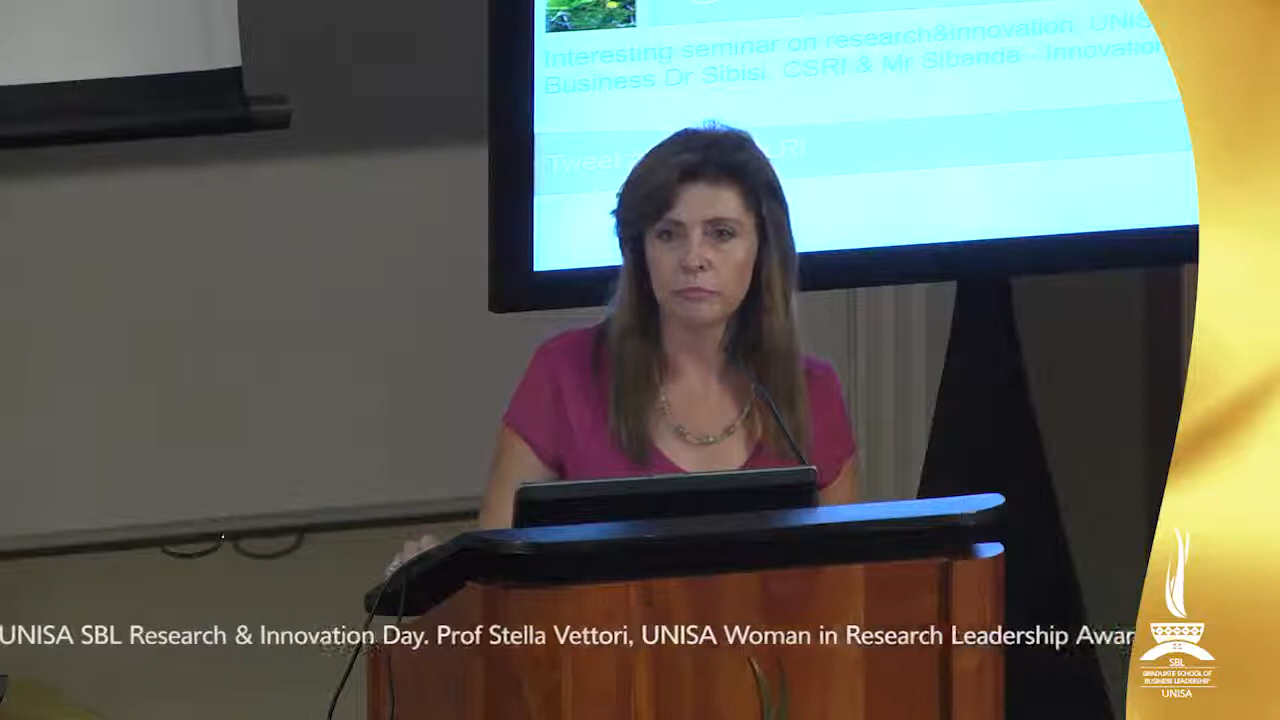 Interesting seminar on research&innovation, UNIS
Business Dr Sibisi, CSRI & Mr Sibanda - Innovation
Tweet
UNISA SBL Research & Innovation Day. Prof Stella Vettori, UNISA Woman in Research Leadership Awar
SBL
GRADUATE SCHOOL OF
BUSINESS LEADERSHIP
UNISA